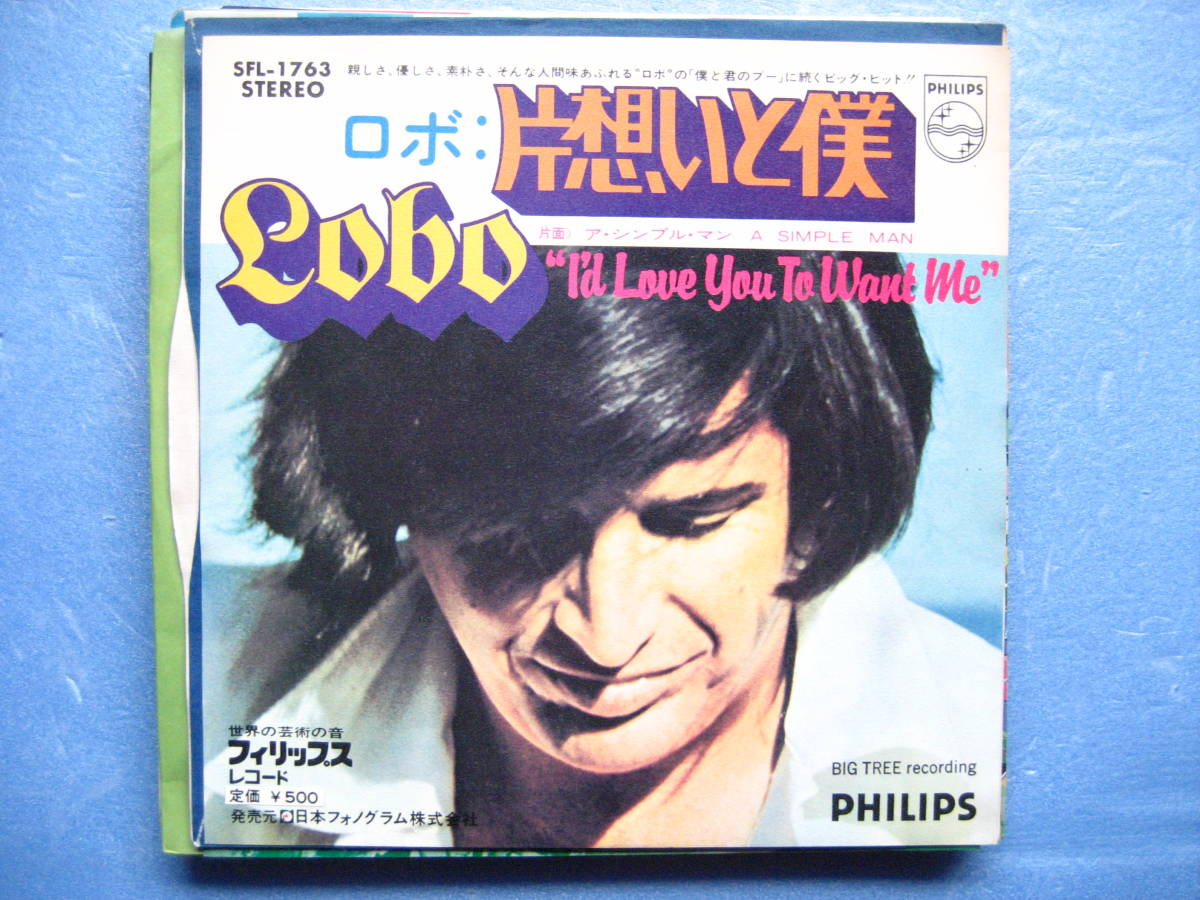 SFL-1763
STEREO
親しさ、優しさ、素朴さ、そんな人間味あふれる“ロボ”の「僕と君のブー」に続くビッグ・ヒット!!
PHILIPS
ロボ:片想いと僕
Lobo
片面) ア・シンプル・マン A SIMPLE MAN
“I'd Love You To Want Me”
世界の芸術の音
フィリップス
レコード
定価 ¥500
発売元 日本フォノグラム株式会社
BIG TREE recording
PHILIPS